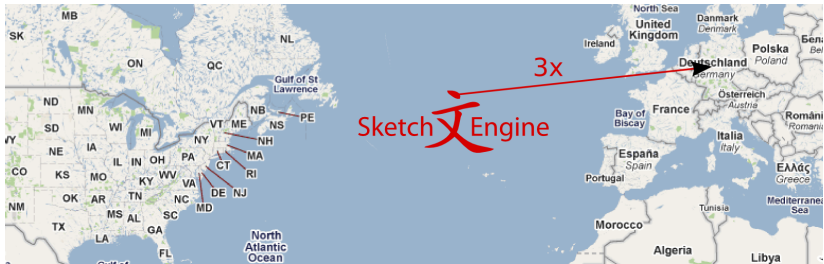 SK
MB
ON
QC
NL
Gulf of St
Lawrence
NB
PE
NS
ME
VT
NH
MA
RI
CT
NJ
DE
MD
ND
MN
SD
WI
MI
NY
IA
NE
IL
IN
OH
PA
CO
KS
MO
KY
WV
VA
OK
AR
TN
NC
NM
MS
AL
SC
TX
GA
LA
FL
Gulf of
North
Atlantic
Ocean
Sketch
文
Engine
3x
North Sea
United
Kingdom
Ireland
Danmark
Denmark
Deutschland
Germany
Polska
Poland
Österreich
Austria
France
Bay of
Biscay
Italia
Italy
España
Spain
Portugal
Ελλάς
Greece
Mediterranean
Sea
Tunisia
Morocco
Algeria
Libya